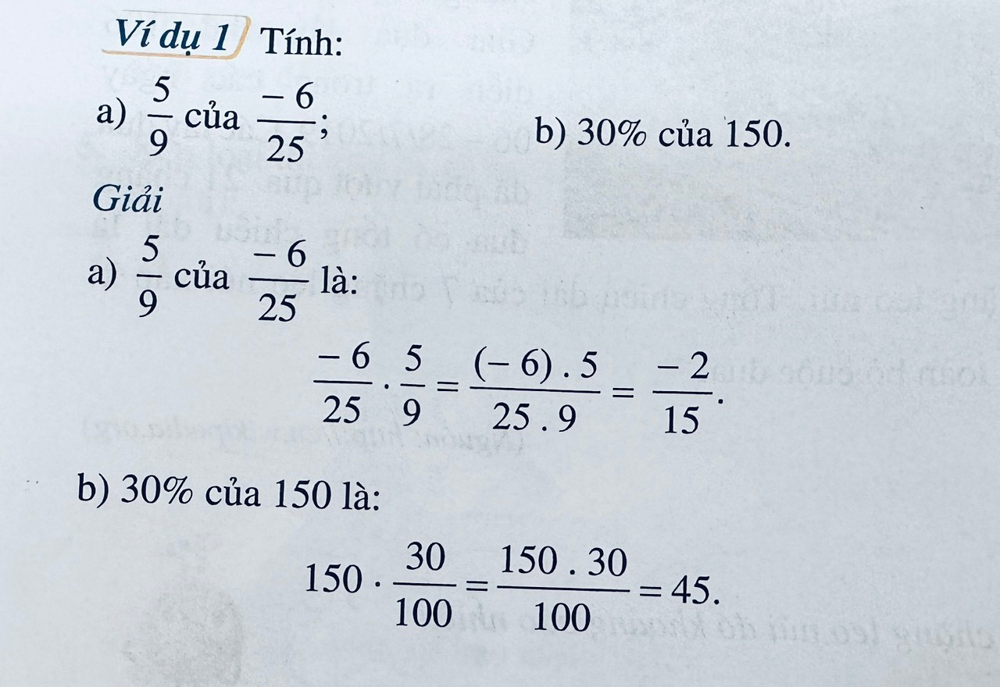 Ví dụ 1 Tính:
a) 5/9 của -6/25; b) 30% của 150.
Giải
a) 5/9 của -6/25 là:
-6/25 . 5/9 = (-6) . 5 / 25 . 9 = -2/15.
b) 30% của 150 là:
150 . 30/100 = 150 . 30 / 100 = 45.